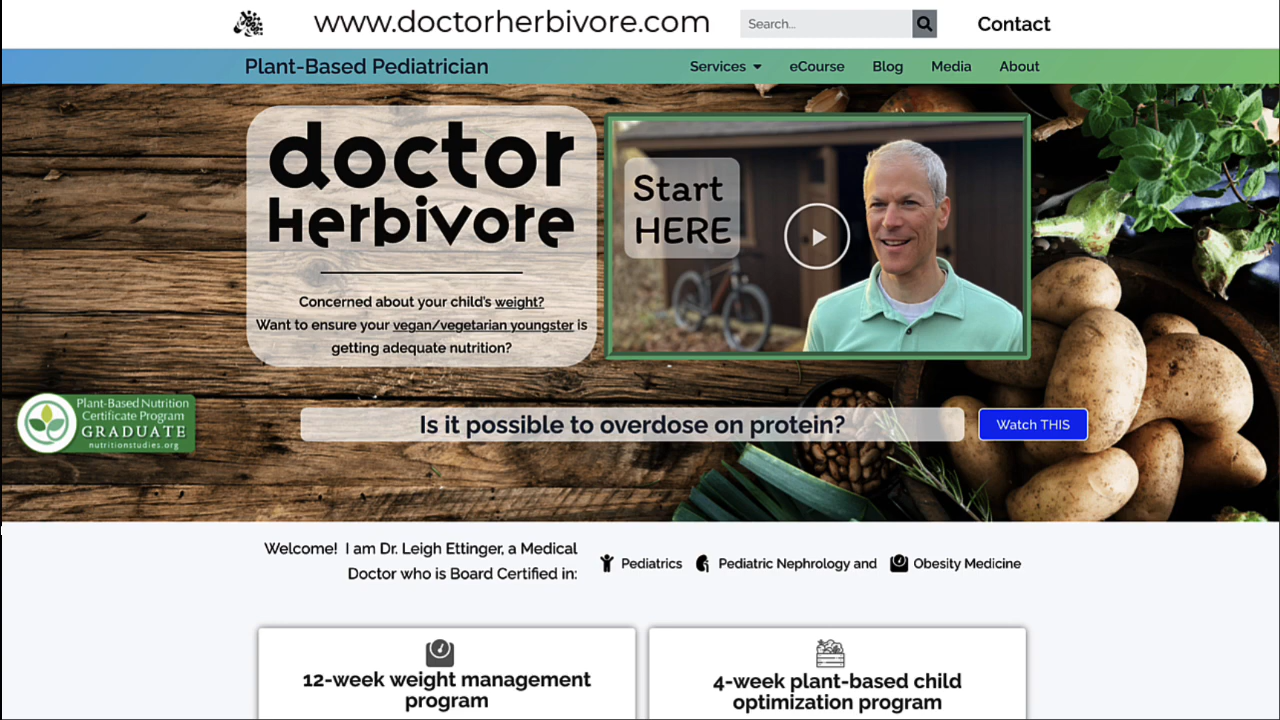 www.doctorherbivore.com
Search...
Contact
Plant-Based Pediatrician
Services
eCourse
Blog
Media
About
doctor
Herbivore
Concerned about your child's weight?
Want to ensure your vegan/vegetarian youngster is
getting adequate nutrition?
Start
HERE
Plant-Based Nutrition
Certificate Program
GRADUATE
nutritionstudies.org
Is it possible to overdose on protein?
Watch THIS
Welcome! I am Dr. Leigh Ettinger, a Medical
Doctor who is Board Certified in:
Pediatrics
Pediatric Nephrology and
Obesity Medicine
12-week weight management
program
4-week plant-based child
optimization program